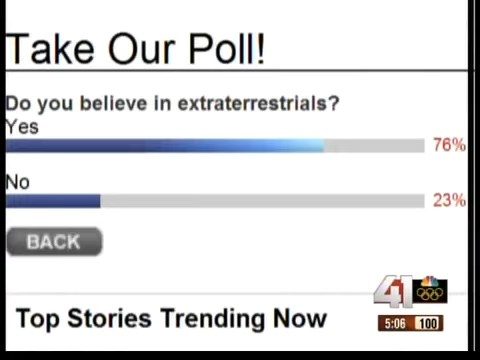 Take Our Poll!
Do you believe in extraterrestrials?
Yes
76%
No
23%
BACK
41
5:06 100
Top Stories Trending Now